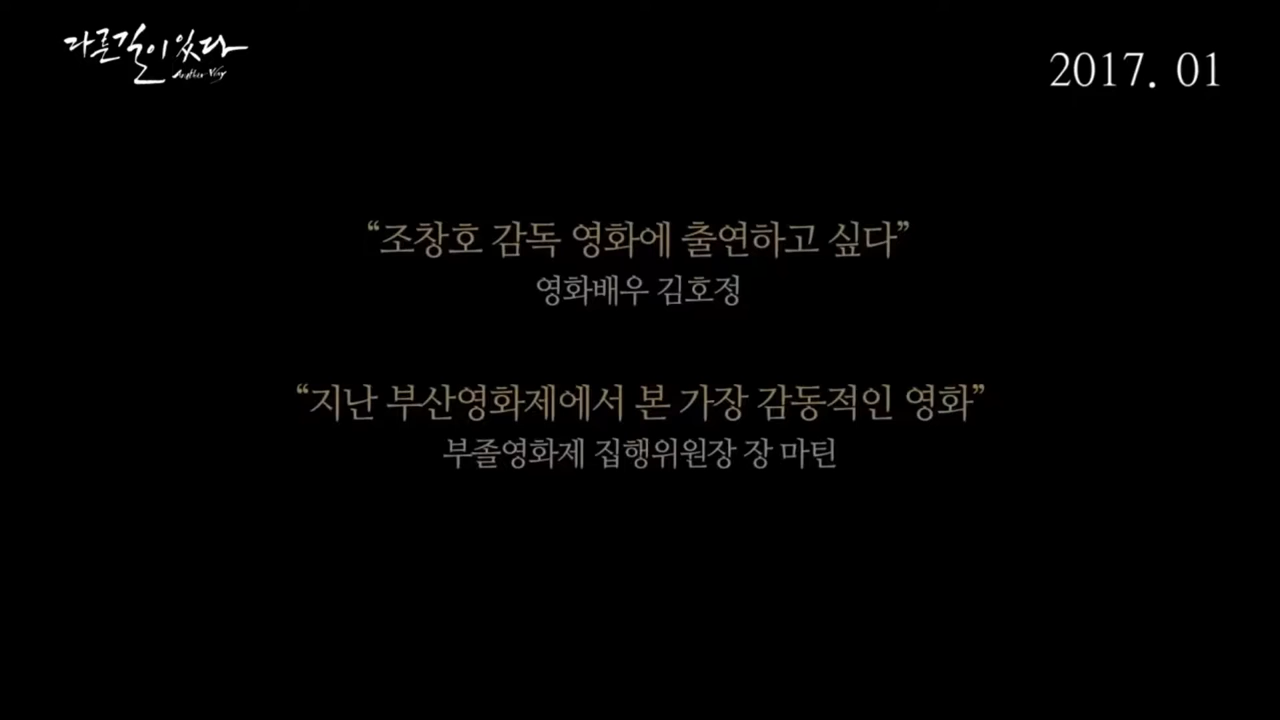 다른 길이 있다
Another Way
2017. 01
“조창호 감독 영화에 출연하고 싶다”
영화배우 김호정
“지난 부산영화제에서 본 가장 감동적인 영화”
부졸영화제 집행위원장 장 마틴